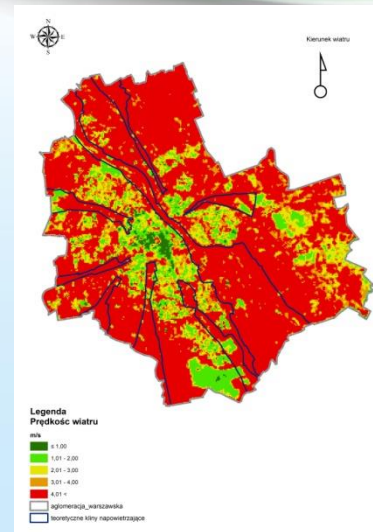 N
W E
S
Kierunek wiatru
Legenda
Prędkośc wiatru
m/s
≤ 1,00
1,01 - 2,00
2,01 - 3,00
3,01 - 4,00
4,01 <
aglomeracja_warszawska
teoretyczne kliny napowietrzające